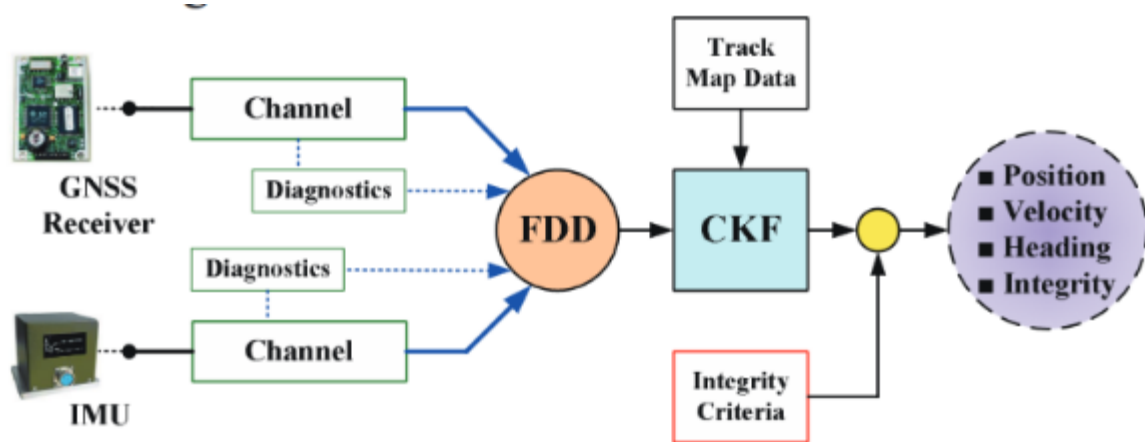 Track
Map Data
Channel
GNSS
Receiver
Diagnostics
FDD
CKF
■ Position
■ Velocity
■ Heading
■ Integrity
Diagnostics
Channel
IMU
Integrity
Criteria